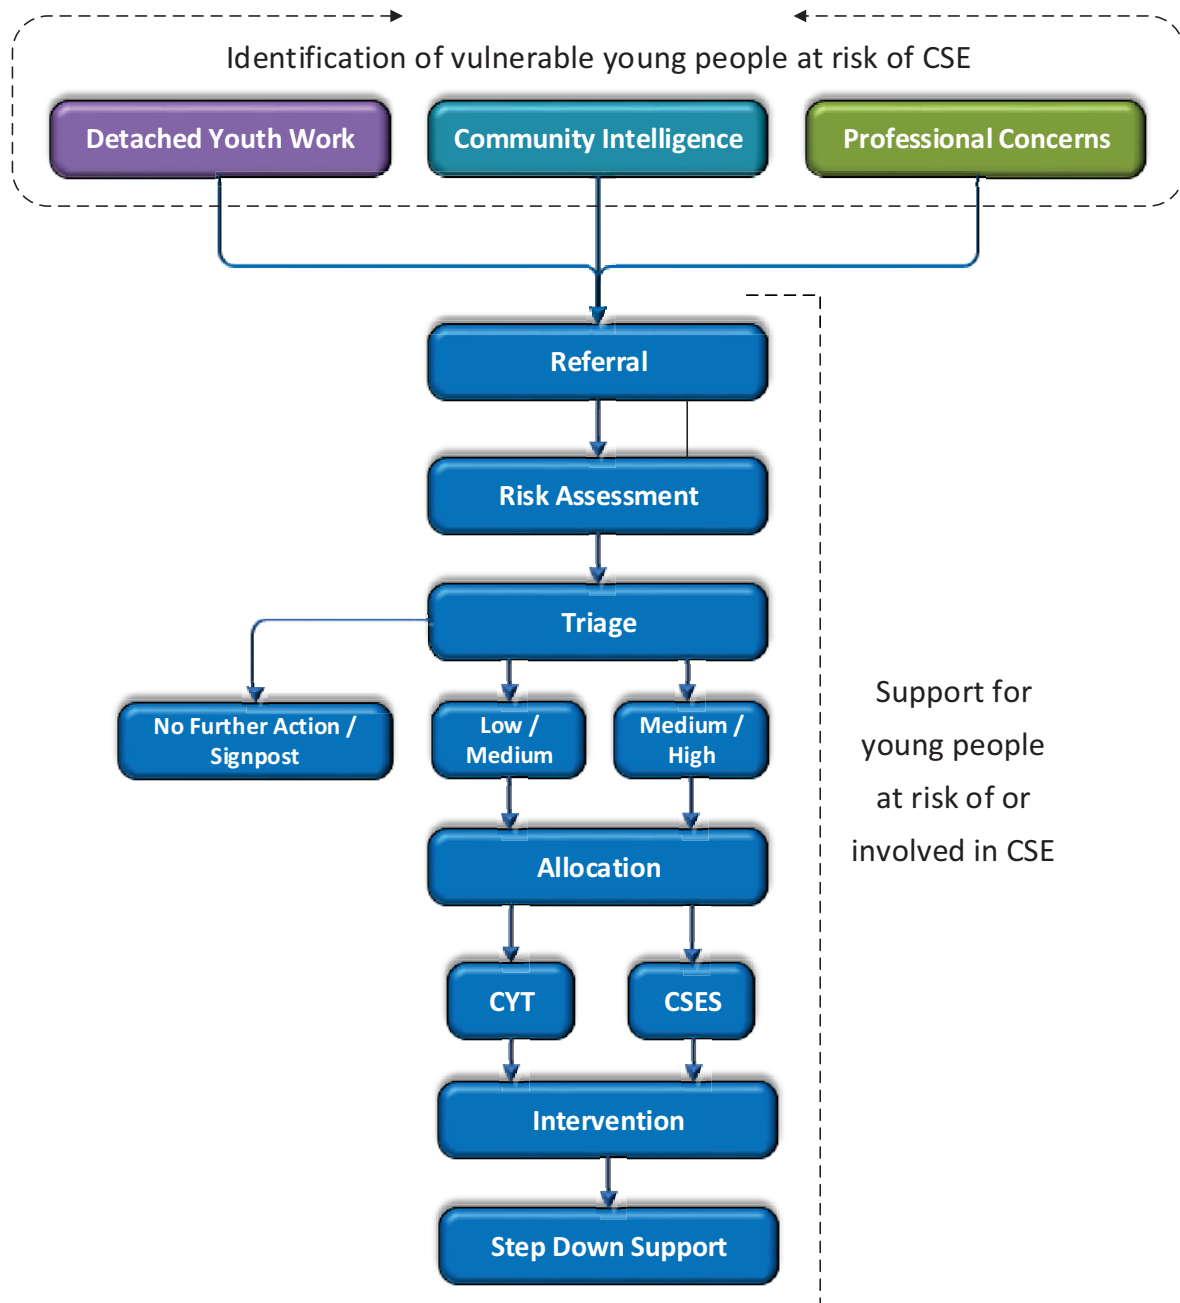 Identification of vulnerable young people at risk of CSE
Detached Youth Work
Community Intelligence
Professional Concerns
Referral
Risk Assessment
Triage
No Further Action /
Signpost
Low /
Medium
Medium /
High
Support for
young people
at risk of or
involved in CSE
Allocation
CYT
CSES
Intervention
Step Down Support